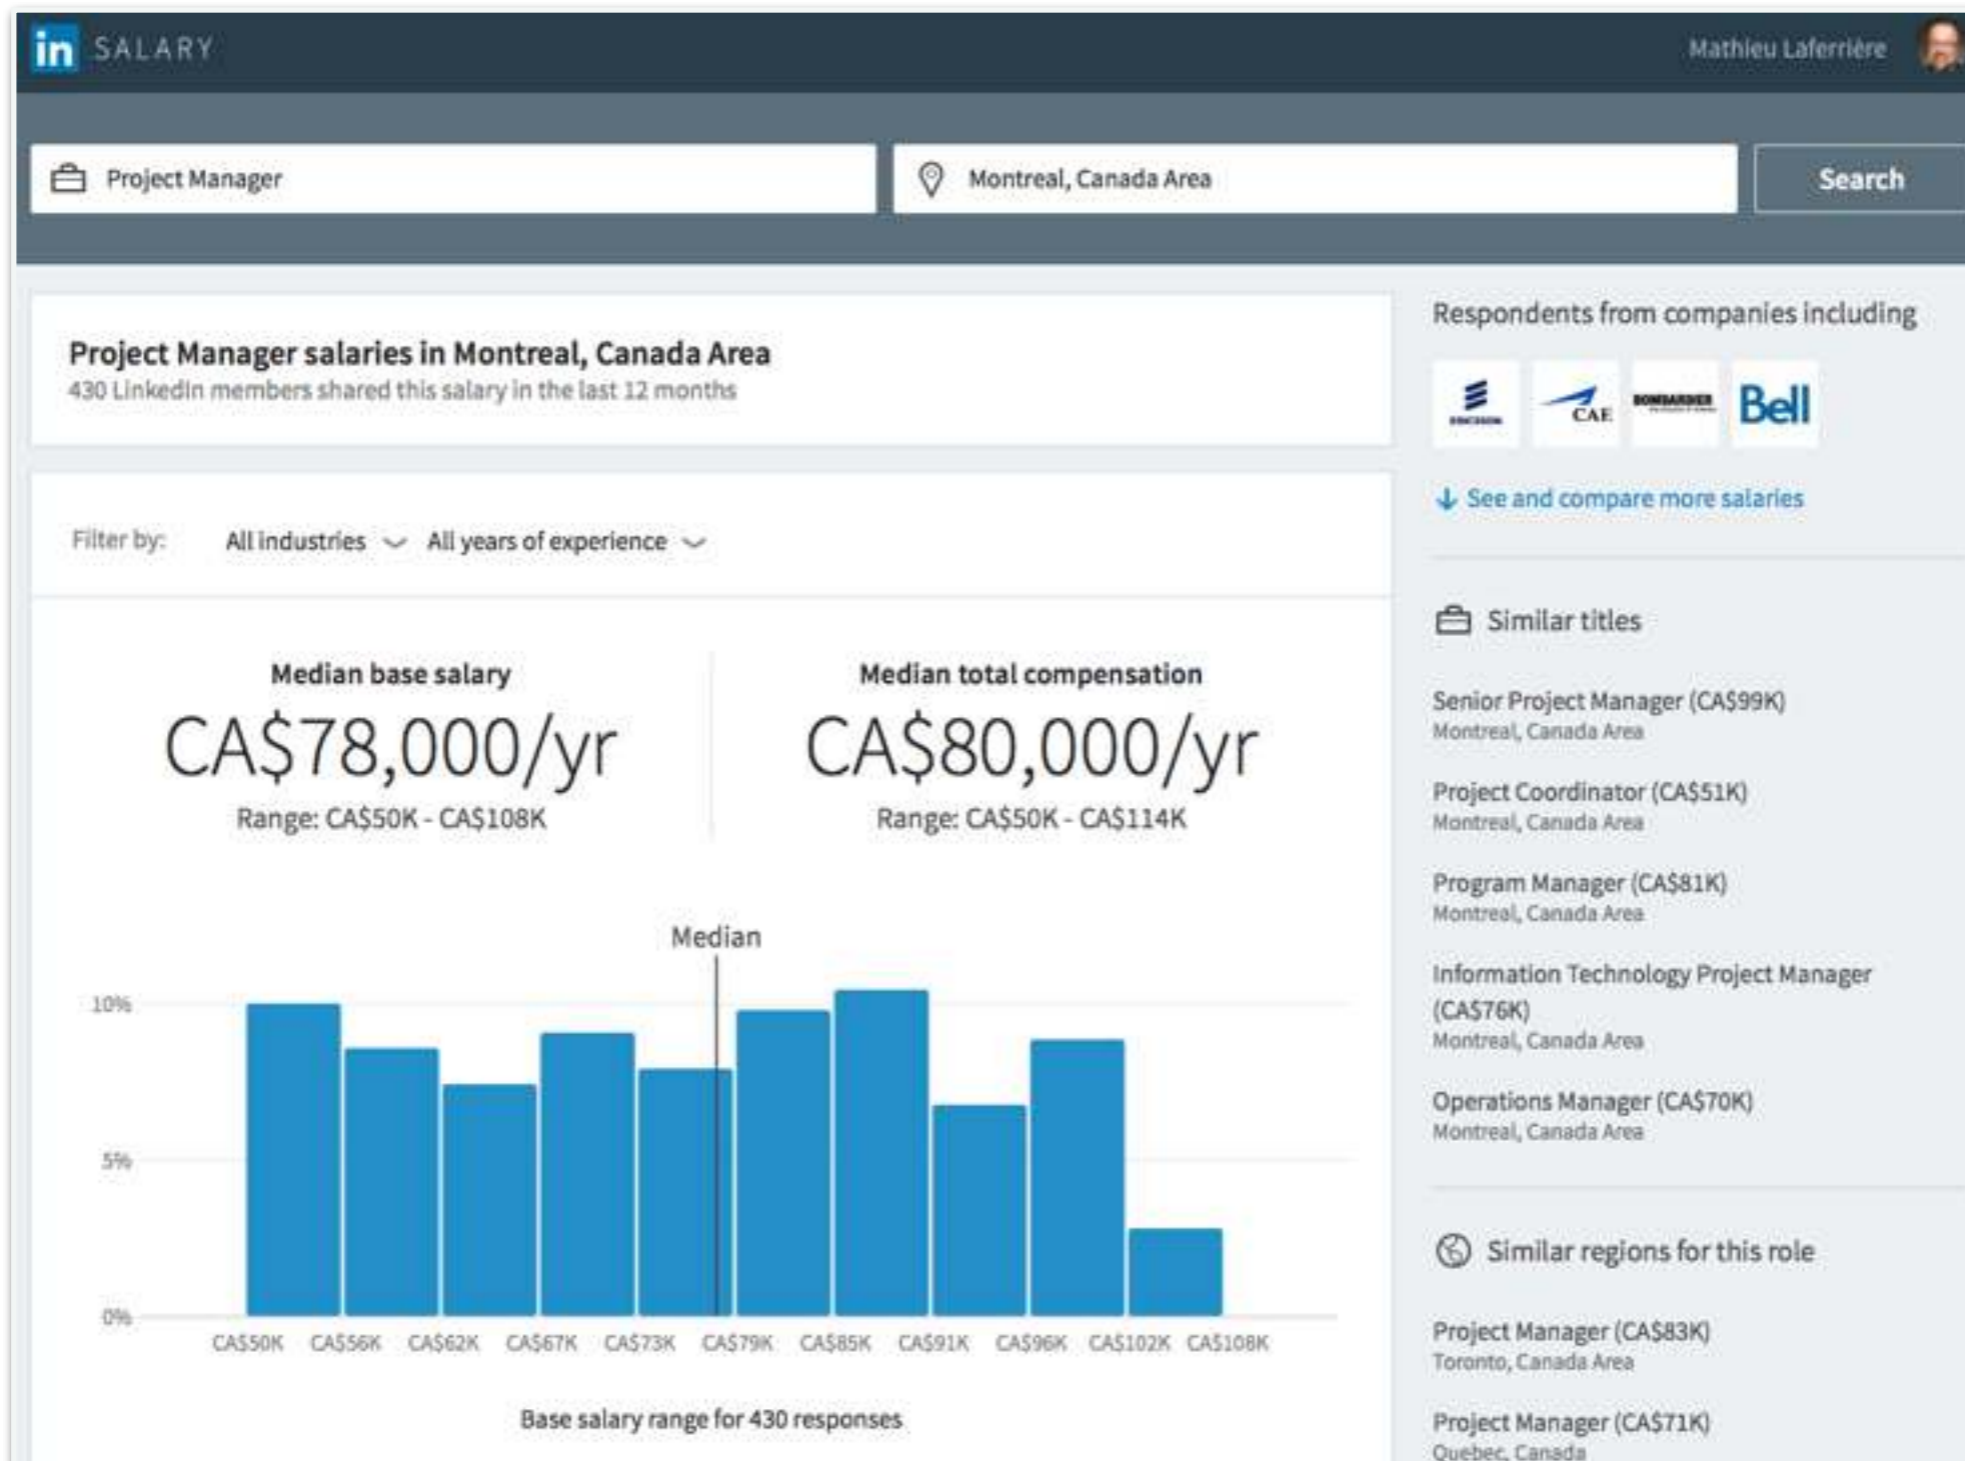 in SALARY
Mathieu Laferrière
Project Manager
Montreal, Canada Area
Search
Project Manager salaries in Montreal, Canada Area
430 LinkedIn members shared this salary in the last 12 months
Filter by: All industries All years of experience
Median base salary
CA$78,000/yr
Range: CA$50K - CA$108K
Median total compensation
CA$80,000/yr
Range: CA$50K - CA$114K
Median
10%
5%
0%
CA$50K CA$56K CA$62K CA$67K CA$73K CA$79K CA$85K CA$91K CA$96K CA$102K CA$108K
Base salary range for 430 responses
Respondents from companies including
ERICSSON CAE BOMBARDIER Bell
See and compare more salaries
Similar titles
Senior Project Manager (CA$99K)
Montreal, Canada Area
Project Coordinator (CA$51K)
Montreal, Canada Area
Program Manager (CA$81K)
Montreal, Canada Area
Information Technology Project Manager
(CA$76K)
Montreal, Canada Area
Operations Manager (CA$70K)
Montreal, Canada Area
Similar regions for this role
Project Manager (CA$83K)
Toronto, Canada Area
Project Manager (CA$71K)
Quebec, Canada